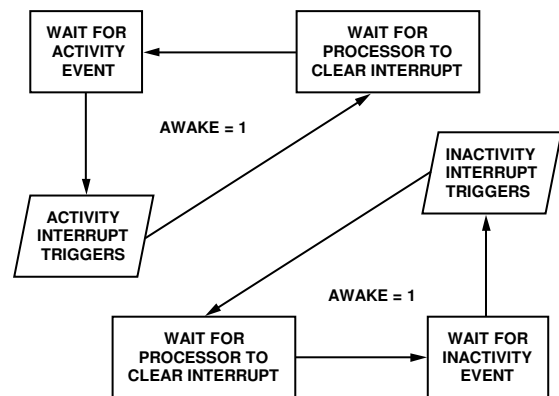 WAIT FOR
ACTIVITY
EVENT
WAIT FOR
PROCESSOR TO
CLEAR INTERRUPT
AWAKE = 1
ACTIVITY
INTERRUPT
TRIGGERS
INACTIVITY
INTERRUPT
TRIGGERS
AWAKE = 1
WAIT FOR
PROCESSOR TO
CLEAR INTERRUPT
WAIT FOR
INACTIVITY
EVENT